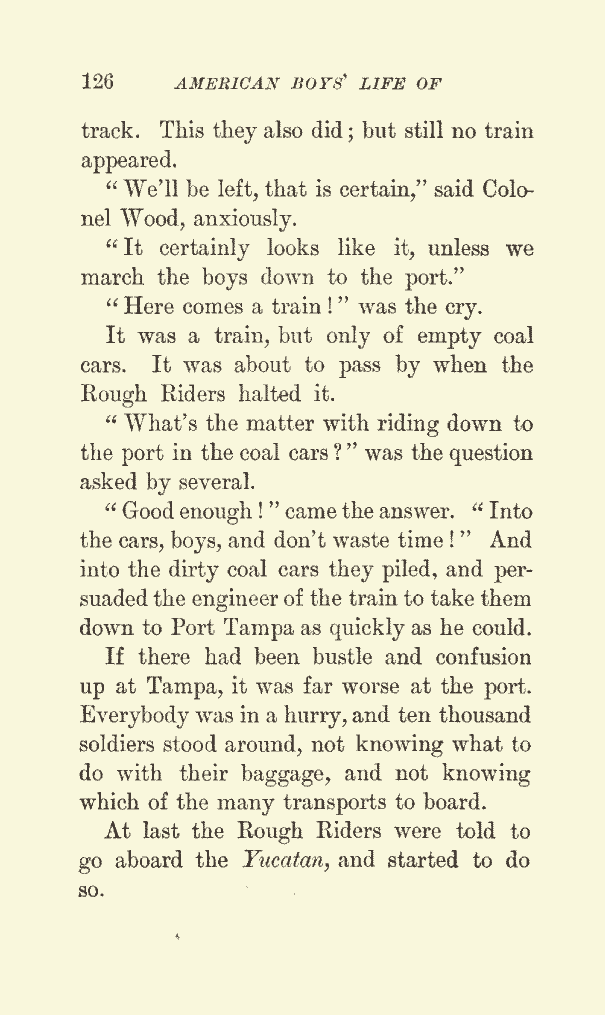 126 AMERICAN BOYS' LIFE OF
track. This they also did; but still no train
appeared.
"We'll be left, that is certain," said Colo-
nel Wood, anxiously.
"It certainly looks like it, unless we
march the boys down to the port."
"Here comes a train!" was the cry.
It was a train, but only of empty coal
cars. It was about to pass by when the
Rough Riders halted it.
"What's the matter with riding down to
the port in the coal cars?" was the question
asked by several.
"Good enough!" came the answer. "Into
the cars, boys, and don't waste time!" And
into the dirty coal cars they piled, and per-
suaded the engineer of the train to take them
down to Port Tampa as quickly as he could.
If there had been bustle and confusion
up at Tampa, it was far worse at the port.
Everybody was in a hurry, and ten thousand
soldiers stood around, not knowing what to
do with their baggage, and not knowing
which of the many transports to board.
At last the Rough Riders were told to
go aboard the Yucatan, and started to do
so.